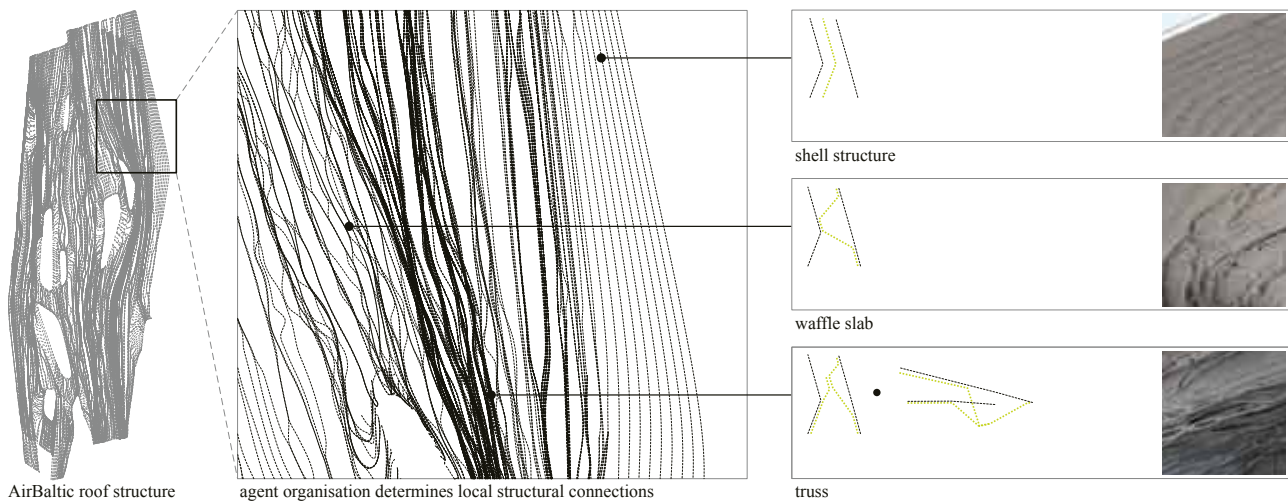 shell structure
waffle slab
AirBaltic roof structure
agent organisation determines local structural connections
truss